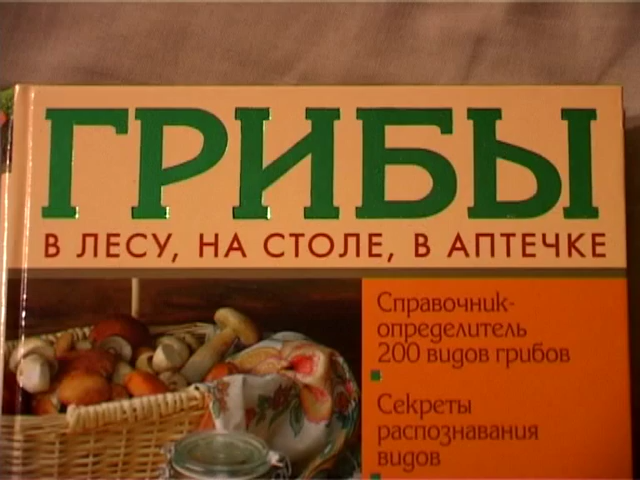 ГРИБЫ
В ЛЕСУ, НА СТОЛЕ, В АПТЕЧКЕ
Справочник-
определитель
200 видов грибов
Секреты
распознавания
видов